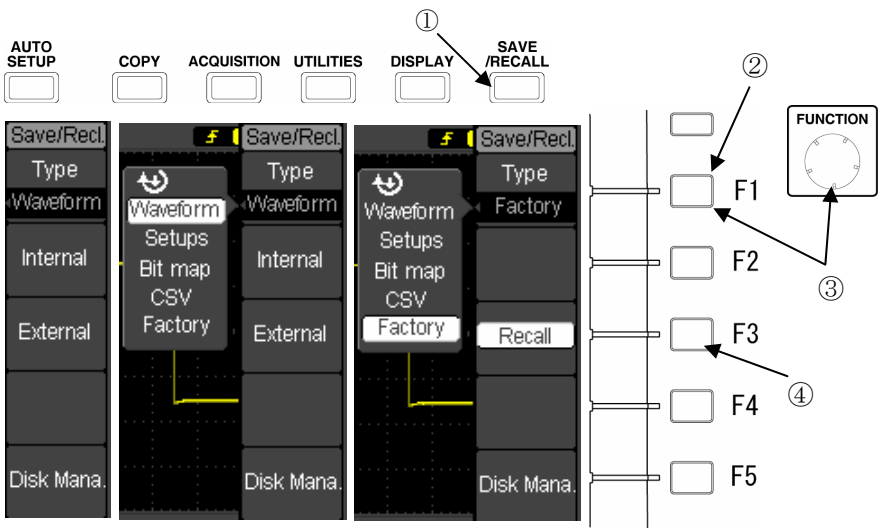 ①
AUTO
SETUP
COPY
ACQUISITION
UTILITIES
DISPLAY
SAVE
/RECALL
Save/Recl.
Type
Waveform
Internal
External
Disk Mana.
Waveform
Setups
Bit map
CSV
Factory
Save/Recl.
Type
Waveform
Internal
External
Disk Mana.
Waveform
Setups
Bit map
CSV
Factory
Save/Recl.
Type
Factory
Recall
Disk Mana.
②
F1
F2
③
F3
④
F4
F5
FUNCTION